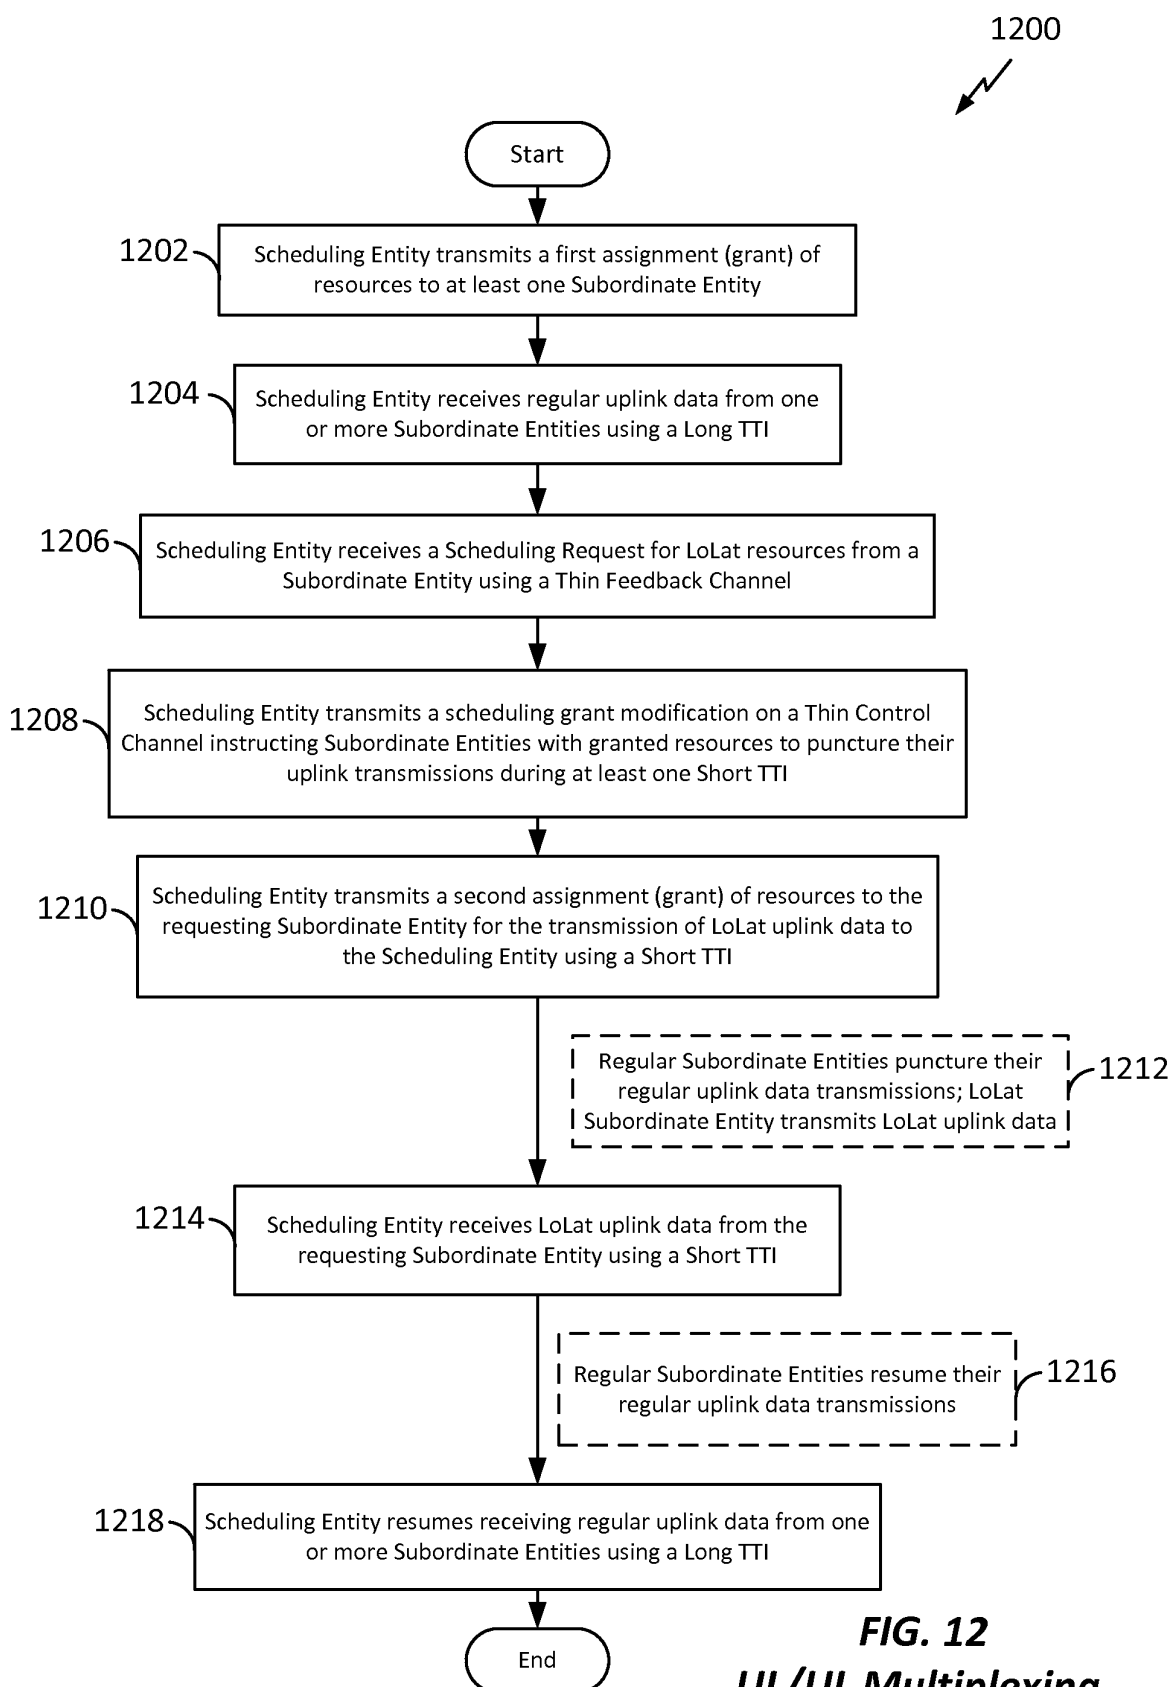 1200
Start
1202
Scheduling Entity transmits a first assignment (grant) of
resources to at least one Subordinate Entity
1204
Scheduling Entity receives regular uplink data from one
or more Subordinate Entities using a Long TTI
1206
Scheduling Entity receives a Scheduling Request for LoLat resources from a
Subordinate Entity using a Thin Feedback Channel
1208
Scheduling Entity transmits a scheduling grant modification on a Thin Control
Channel instructing Subordinate Entities with granted resources to puncture their
uplink transmissions during at least one Short TTI
1210
Scheduling Entity transmits a second assignment (grant) of resources to the
requesting Subordinate Entity for the transmission of LoLat uplink data to
the Scheduling Entity using a Short TTI
Regular Subordinate Entities puncture their
regular uplink data transmissions; LoLat
Subordinate Entity transmits LoLat uplink data
1212
1214
Scheduling Entity receives LoLat uplink data from the
requesting Subordinate Entity using a Short TTI
Regular Subordinate Entities resume their
regular uplink data transmissions
1216
1218
Scheduling Entity resumes receiving regular uplink data from one
or more Subordinate Entities using a Long TTI
End
FIG. 12
UL/UL Multiplexing